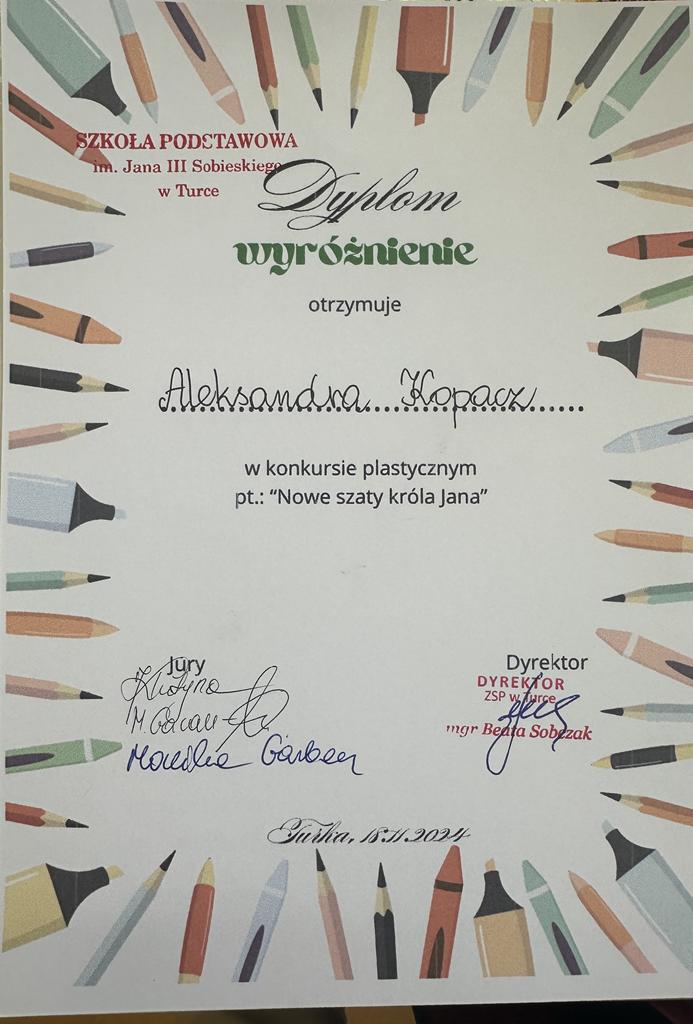 SZKOŁA PODSTAWOWA
im. Jana III Sobieskiego
w Turce
Dyplom
wyróżnienie
otrzymuje
Aleksandra Kopacz
w konkursie plastycznym
pt.: “Nowe szaty króla Jana”
Jury
Dyrektor
DYREKTOR
ZSP w Turce
mgr Beata Sobczak
Turka, 18.11.2024